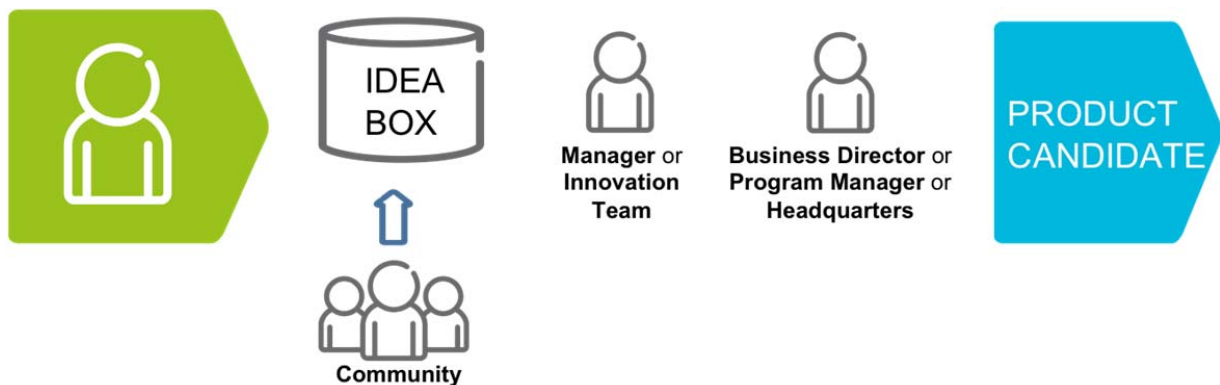 IDEA
BOX
Manager or
Innovation
Team
Business Director or
Program Manager or
Headquarters
PRODUCT
CANDIDATE
Community